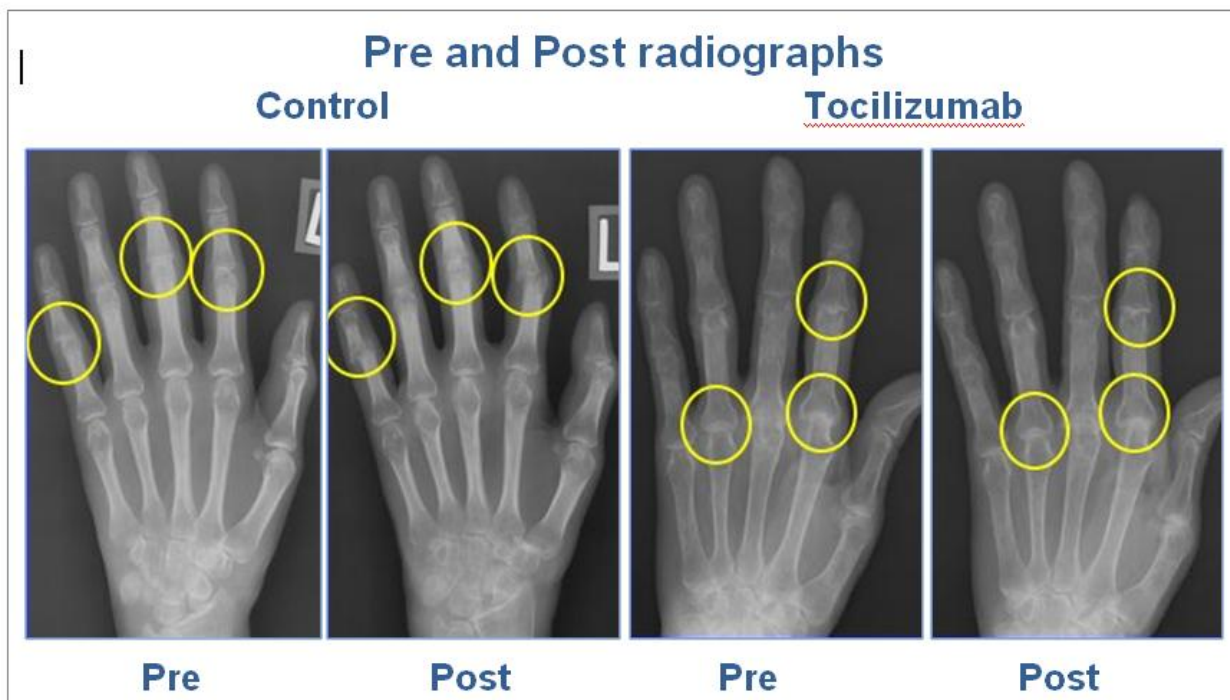 Pre and Post radiographs
Control Tocilizumab
L L
Pre Post Pre Post